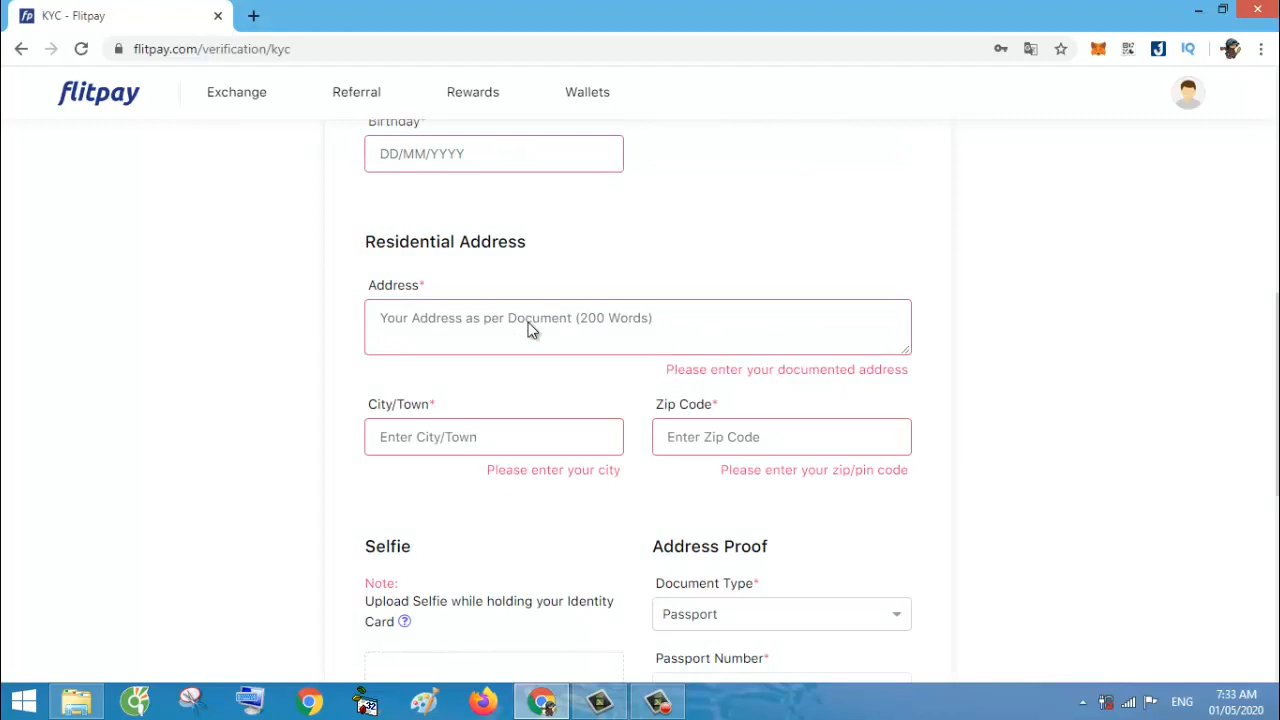 KYC - Flitpay
flitpay.com/verification/kyc
flitpay
Exchange
Referral
Rewards
Wallets
Birthday*
DD/MM/YYYY
Residential Address
Address*
Your Address as per Document (200 Words)
Please enter your documented address
City/Town*
Zip Code*
Enter City/Town
Enter Zip Code
Please enter your city
Please enter your zip/pin code
Selfie
Address Proof
Note:
Document Type*
Upload Selfie while holding your Identity
Card ?
Passport
Passport Number*
ENG
7:33 AM
01/05/2020